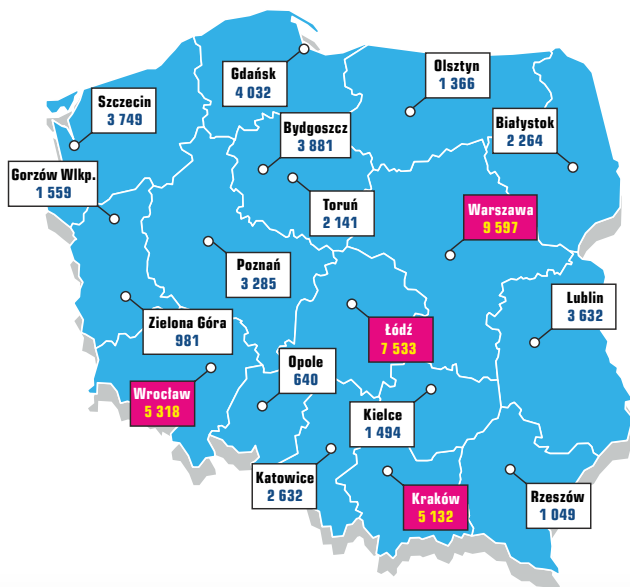 Gdańsk
4 032
Olsztyn
1 366
Szczecin
3 749
Białystok
2 264
Bydgoszcz
3 881
Gorzów Wlkp.
1 559
Toruń
2 141
Warszawa
9 597
Poznań
3 285
Lublin
3 632
Zielona Góra
981
Łódź
7 533
Opole
640
Wrocław
5 318
Kielce
1 494
Katowice
2 632
Kraków
5 132
Rzeszów
1 049